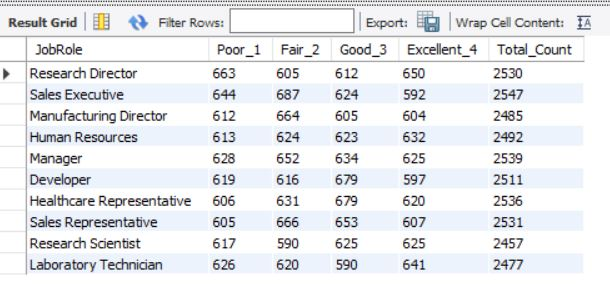 Result Grid Filter Rows: Export: Wrap Cell Content: IA
JobRole Poor_1 Fair_2 Good_3 Excellent_4 Total_Count
Research Director 663 605 612 650 2530
Sales Executive 644 687 624 592 2547
Manufacturing Director 612 664 605 604 2485
Human Resources 613 624 623 632 2492
Manager 628 652 634 625 2539
Developer 619 616 679 597 2511
Healthcare Representative 606 631 679 620 2536
Sales Representative 605 666 653 607 2531
Research Scientist 617 590 625 625 2457
Laboratory Technician 626 620 590 641 2477